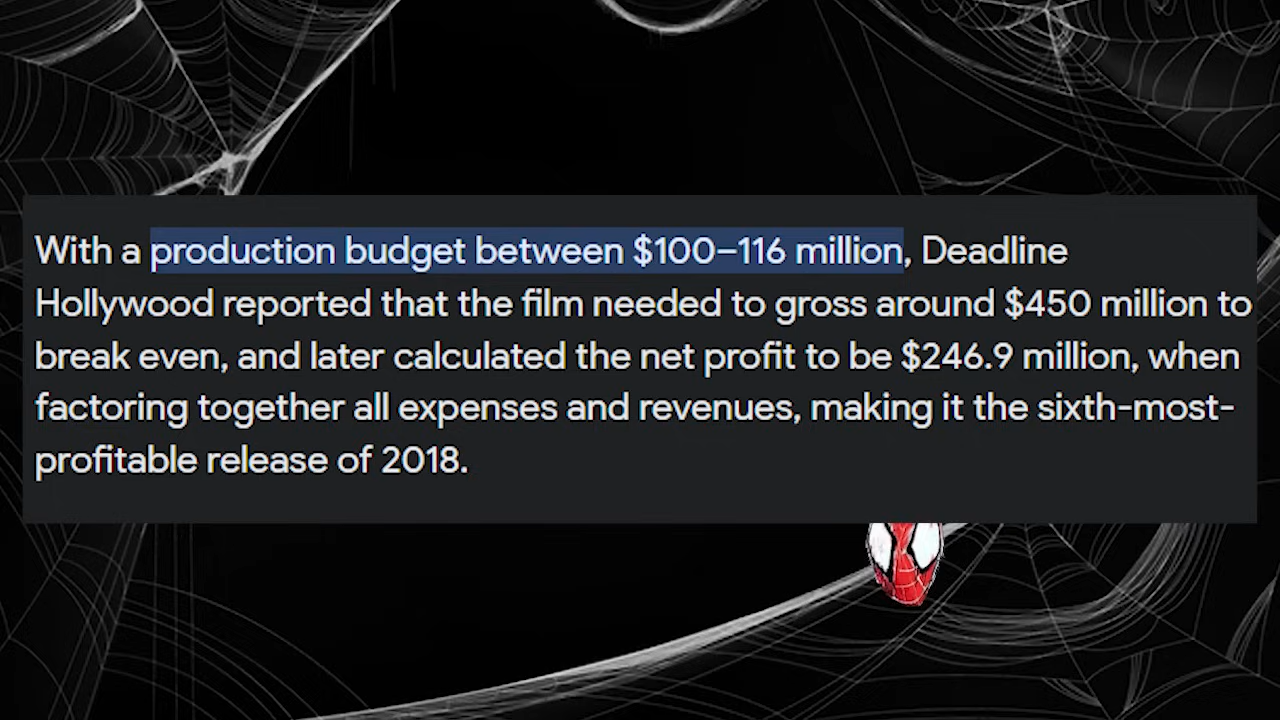 With a production budget between $100–116 million, Deadline
Hollywood reported that the film needed to gross around $450 million to
break even, and later calculated the net profit to be $246.9 million, when
factoring together all expenses and revenues, making it the sixth-most-
profitable release of 2018.